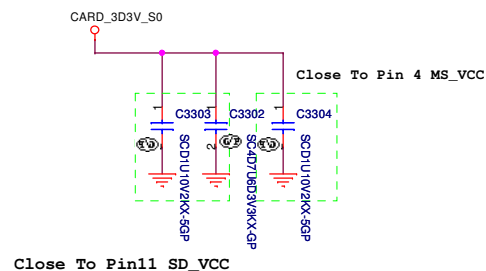 CARD_3D3V_S0
Close To Pin 4 MS_VCC
1
C3303
1
C3302
1
C3304
2
SCD1U10V2KX-5GP
SC4D7U6D3V3KX-GP
SCD1U10V2KX-5GP
Close To Pin11 SD_VCC